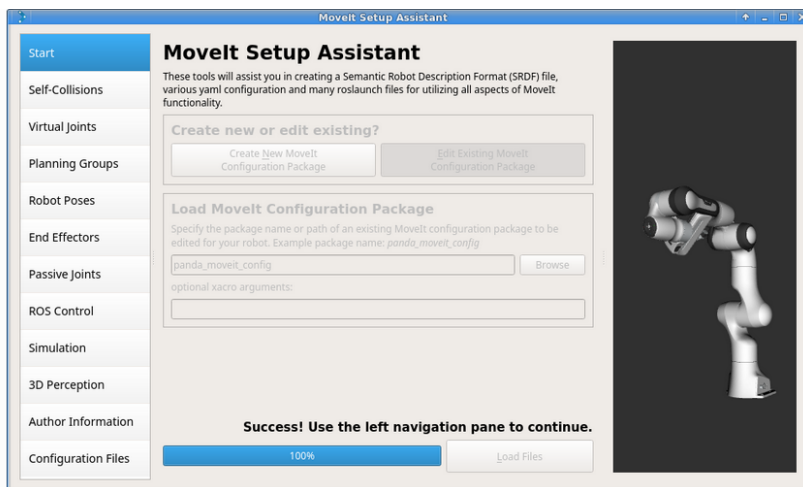 MoveIt Setup Assistant
Start
Self-Collisions
Virtual Joints
Planning Groups
Robot Poses
End Effectors
Passive Joints
ROS Control
Simulation
3D Perception
Author Information
Configuration Files
MoveIt Setup Assistant
These tools will assist you in creating a Semantic Robot Description Format (SRDF) file,
various yaml configuration and many roslaunch files for utilizing all aspects of MoveIt
functionality.
Create new or edit existing?
Create New MoveIt
Configuration Package
Edit Existing MoveIt
Configuration Package
Load MoveIt Configuration Package
Specify the package name or path of an existing MoveIt configuration package to be
edited for your robot. Example package name: panda_moveit_config
panda_moveit_config
Browse
optional xacro arguments:
Success! Use the left navigation pane to continue.
100%
Load Files